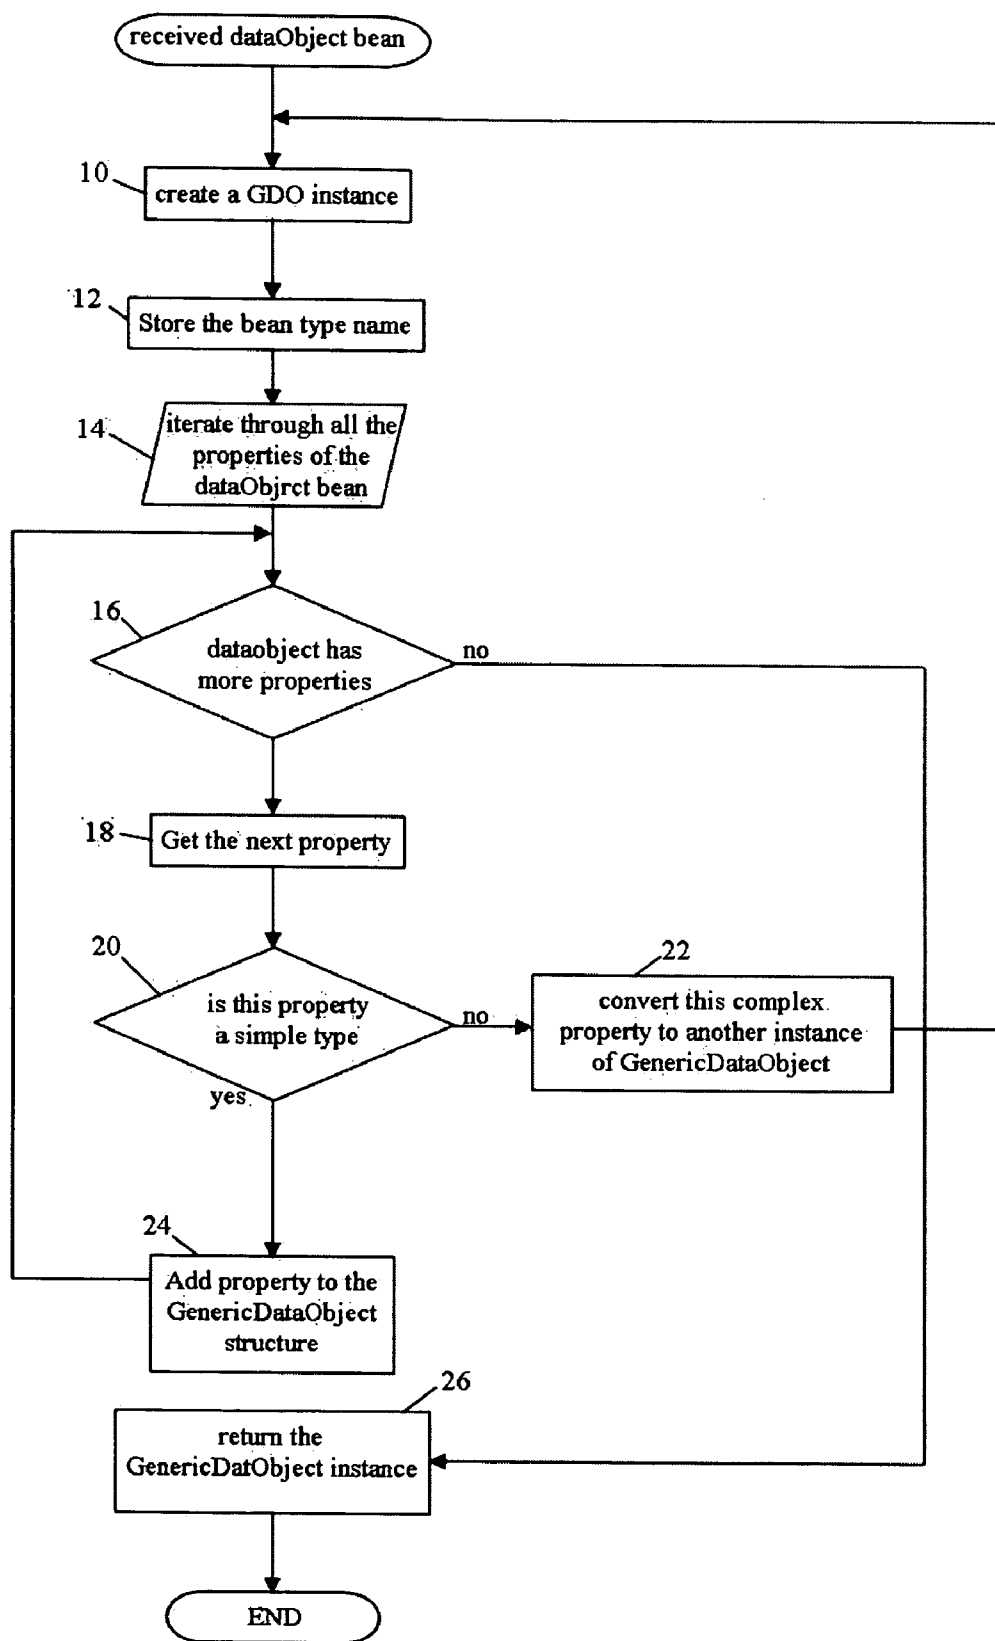 received dataObject bean
10
create a GDO instance
12
Store the bean type name
14
iterate through all the
properties of the
dataObjrct bean
16
dataobject has
more properties
no
18
Get the next property
20
is this property
a simple type
no
yes
22
convert this complex
property to another instance
of GenericDataObject
24
Add property to the
GenericDataObject
structure
26
return the
GenericDatObject instance
END